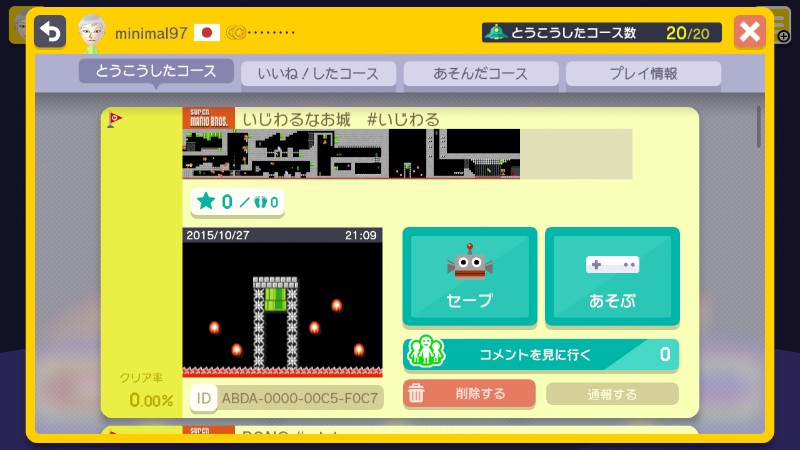 minimal97
とうこうしたコース数 20/20
とうこうしたコース
いいね！したコース
あそんだコース
プレイ情報
SUPER
MARIO BROS.
いじわるなお城 #いじわる
0 / 0
2015/10/27 21:09
セーブ
あそぶ
コメントを見に行く 0
クリア率
0.00%
ID ABDA-0000-00C5-F0C7
削除する
通報する
SUPER